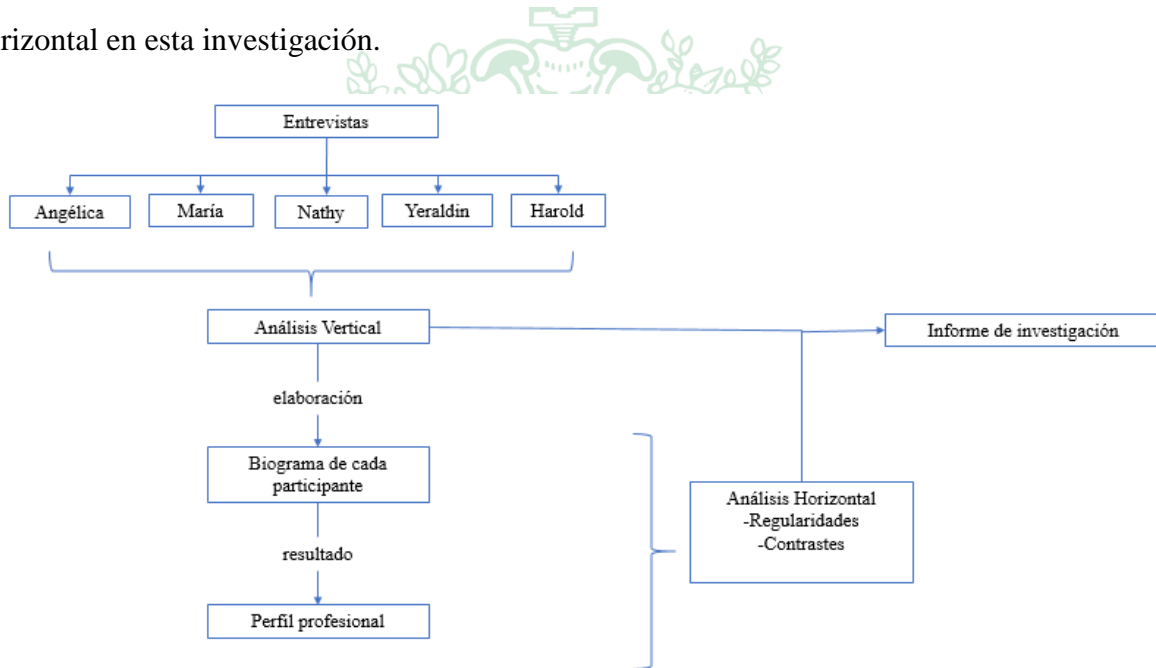 rizontal en esta investigación.
Entrevistas
Angélica
María
Nathy
Yeraldin
Harold
Análisis Vertical
Informe de investigación
elaboración
Biograma de cada
participante
Análisis Horizontal
-Regularidades
-Contrastes
resultado
Perfil profesional